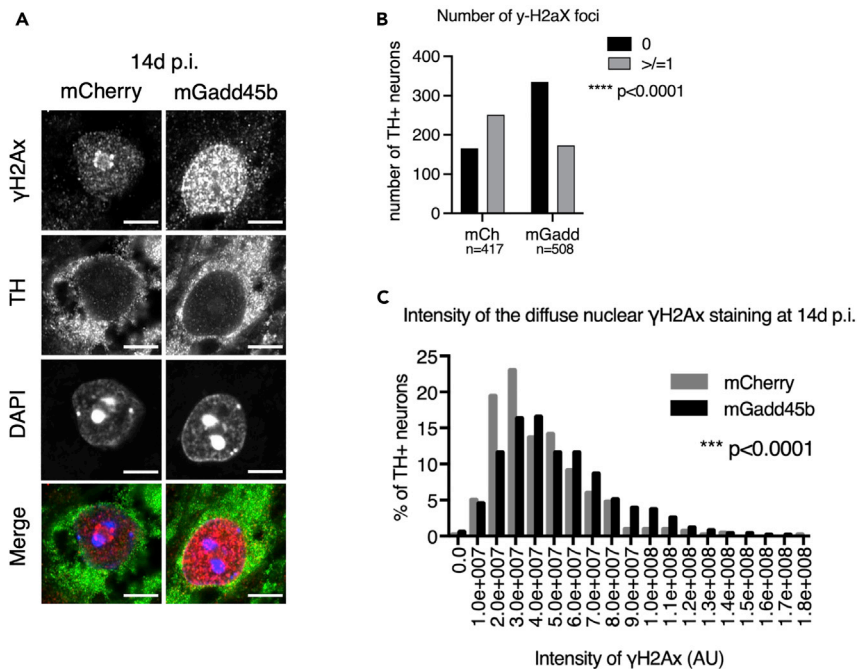 A
14d p.i.
mCherry mGadd45b
γH2Ax
TH
DAPI
Merge
B
Number of y-H2aX foci
400
300
200
100
0
number of TH+ neurons
mCh mGadd
n=417 n=508
0
>/=1
**** p<0.0001
C
Intensity of the diffuse nuclear γH2Ax staining at 14d p.i.
25
20
15
10
5
0
% of TH+ neurons
mCherry
mGadd45b
*** p<0.0001
0.0
1.0e+007
2.0e+007
3.0e+007
4.0e+007
5.0e+007
6.0e+007
7.0e+007
8.0e+007
9.0e+007
1.0e+008
1.1e+008
1.2e+008
1.3e+008
1.4e+008
1.5e+008
1.6e+008
1.7e+008
1.8e+008
Intensity of γH2Ax (AU)